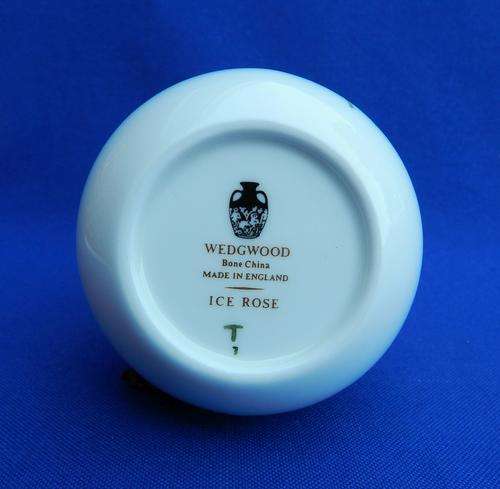 WEDGWOOD
Bone China
MADE IN ENGLAND
ICE ROSE
T